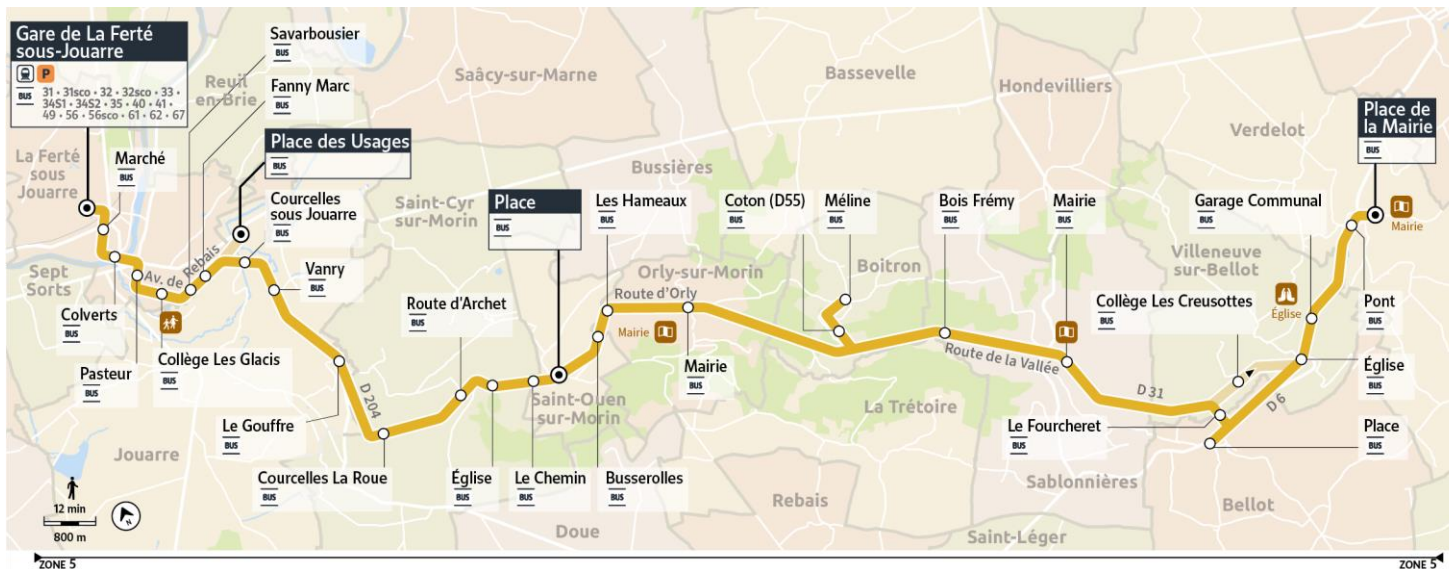 Gare de La Ferté
sous-Jouarre
P
BUS
31 • 31sco • 32 • 32sco • 33 •
34S1 • 34S2 • 35 • 40 • 41 •
49 • 56 • 56sco • 61 • 62 • 67
Savarbousier
BUS
Fanny Marc
BUS
Place des Usages
BUS
Marché
BUS
Courcelles
sous Jouarre
BUS
Vanry
BUS
Colverts
BUS
Pasteur
BUS
Collège Les Glacis
BUS
Le Gouffre
BUS
Courcelles La Roue
BUS
Route d'Archet
BUS
Église
BUS
Le Chemin
BUS
Place
BUS
Busserolles
BUS
Les Hameaux
BUS
Mairie
Mairie
BUS
Coton (D55)
BUS
Méline
BUS
Bois Frémy
BUS
Mairie
BUS
Le Fourcheret
BUS
Collège Les Creusottes
BUS
Place
BUS
Église
BUS
Garage Communal
BUS
Église
Pont
BUS
Place de
la Mairie
BUS
Mairie
La Ferté
sous
Jouarre
Reuil
en-Brie
Saâcy-sur-Marne
Bassevelle
Hondevilliers
Verdelot
Bussières
Saint-Cyr
sur-Morin
Sept
Sorts
Jouarre
Orly-sur-Morin
Boitron
Villeneuve
sur-Bellot
Saint-Ouen
sur-Morin
La Trétoire
Doue
Rebais
Sablonnières
Saint-Léger
Bellot
Av. de Rebais
D 204
Route d'Orly
Route de la Vallée
D 31
D 6
12 min
800 m
N
ZONE 5
ZONE 5